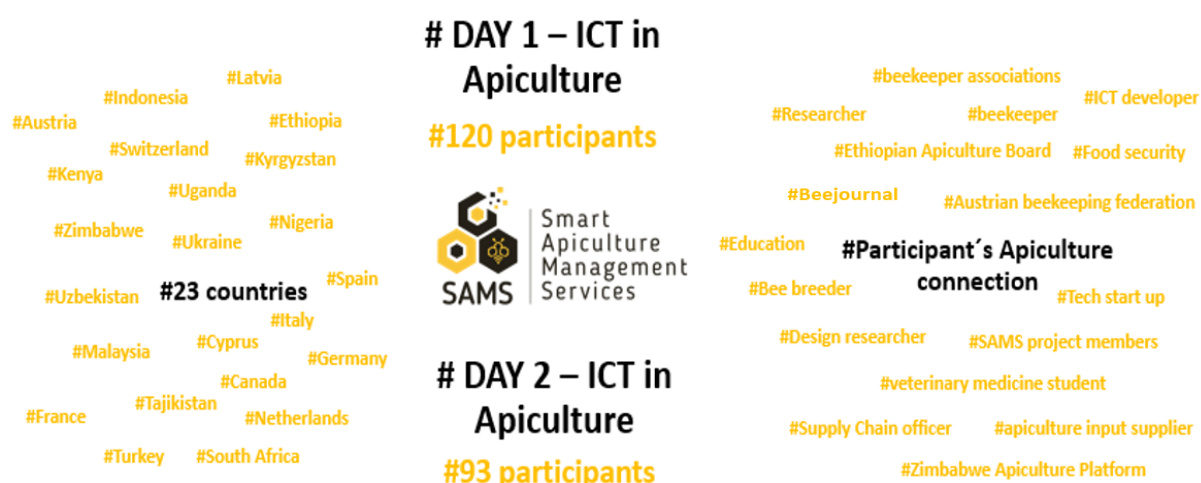 #Latvia
#Indonesia
#Austria
#Ethiopia
#Switzerland
#Kyrgyzstan
#Kenya
#Uganda
#Zimbabwe
#Nigeria
#Ukraine
#Spain
#Uzbekistan
#23 countries
#Italy
#Malaysia
#Cyprus
#Germany
#Canada
#Tajikistan
#France
#Netherlands
#Turkey
#South Africa
# DAY 1 – ICT in
Apiculture
#120 participants
SAMS
Smart
Apiculture
Management
Services
# DAY 2 – ICT in
Apiculture
#93 participants
#beekeeper associations
#ICT developer
#Researcher
#beekeeper
#Ethiopian Apiculture Board
#Food security
#Beejournal
#Austrian beekeeping federation
#Education
#Participant´s Apiculture
connection
#Bee breeder
#Tech start up
#Design researcher
#SAMS project members
#veterinary medicine student
#Supply Chain officer
#apiculture input supplier
#Zimbabwe Apiculture Platform